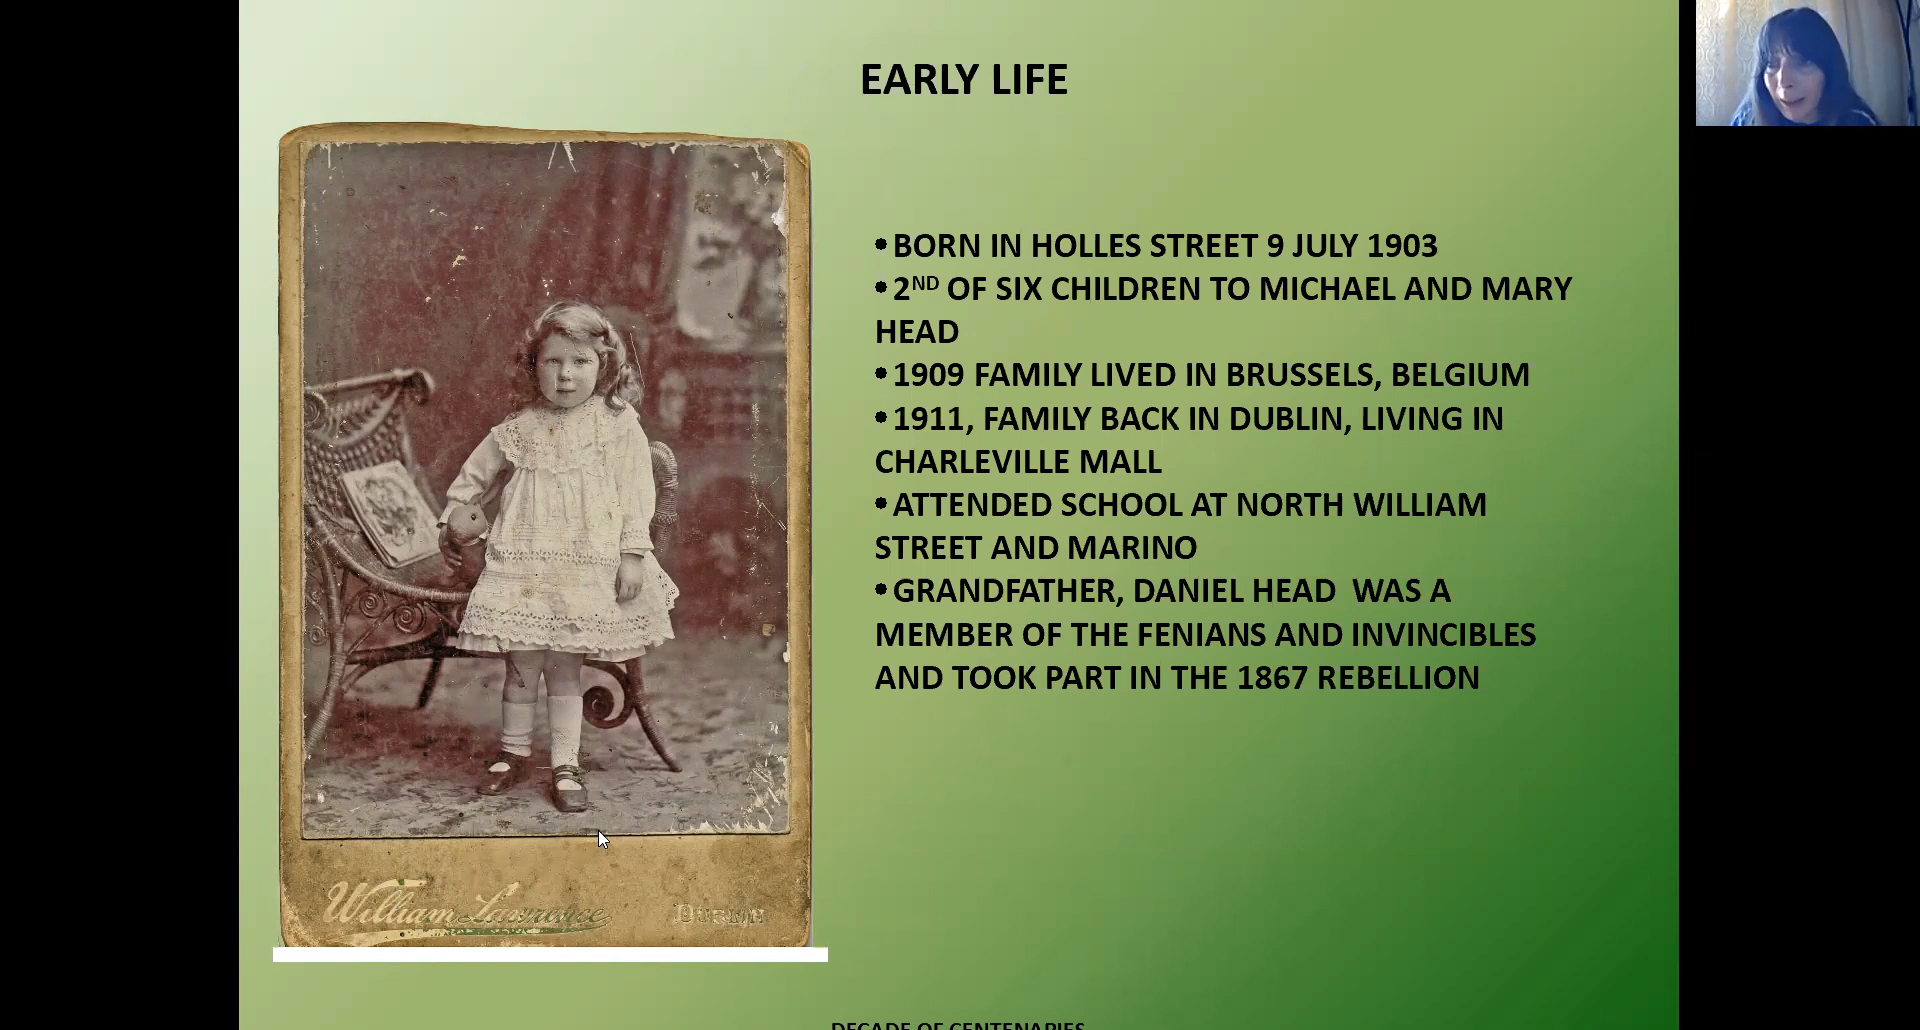 EARLY LIFE
•BORN IN HOLLES STREET 9 JULY 1903
•2ND OF SIX CHILDREN TO MICHAEL AND MARY
HEAD
•1909 FAMILY LIVED IN BRUSSELS, BELGIUM
•1911, FAMILY BACK IN DUBLIN, LIVING IN
CHARLEVILLE MALL
•ATTENDED SCHOOL AT NORTH WILLIAM
STREET AND MARINO
•GRANDFATHER, DANIEL HEAD WAS A
MEMBER OF THE FENIANS AND INVINCIBLES
AND TOOK PART IN THE 1867 REBELLION
William Lawrence DUBLIN
DECADE OF CENTENARIES